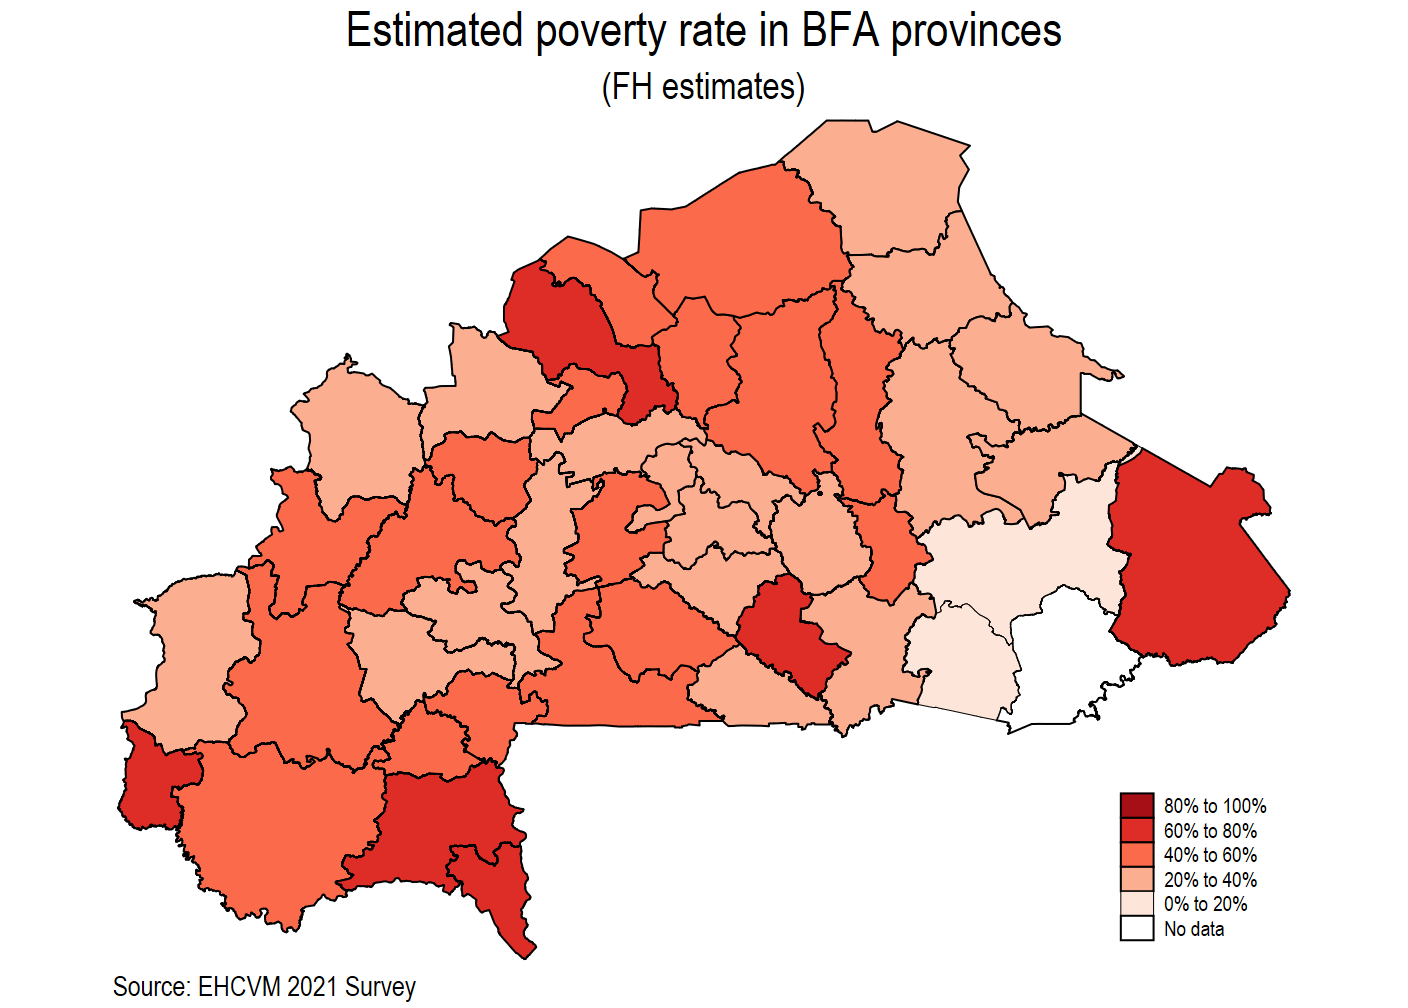 Estimated poverty rate in BFA provinces
(FH estimates)
80% to 100%
60% to 80%
40% to 60%
20% to 40%
0% to 20%
No data
Source: EHCVM 2021 Survey